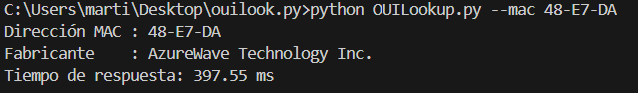 C:\Users\marti\Desktop\ouilook.py>python OUILookup.py --mac 48-E7-DA
Dirección MAC : 48-E7-DA
Fabricante    : AzureWave Technology Inc.
Tiempo de respuesta: 397.55 ms